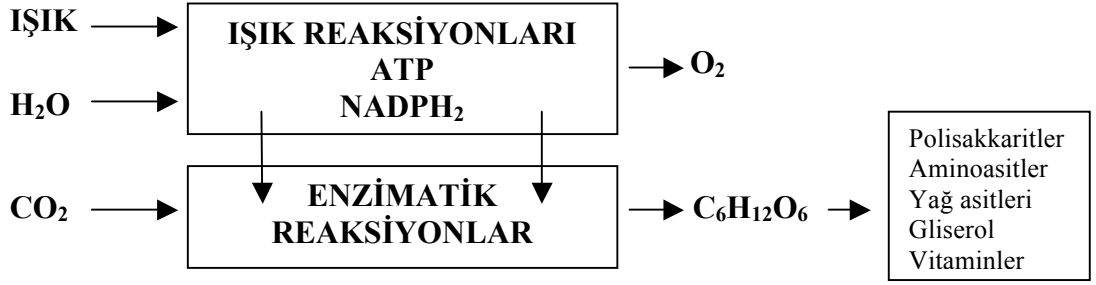 IŞIK
IŞIK REAKSİYONLARI
ATP
NADPH₂
H₂O
O₂
CO₂
ENZİMATİK
REAKSİYONLAR
C₆H₁₂O₆
Polisakkaritler
Aminoasitler
Yağ asitleri
Gliserol
Vitaminler